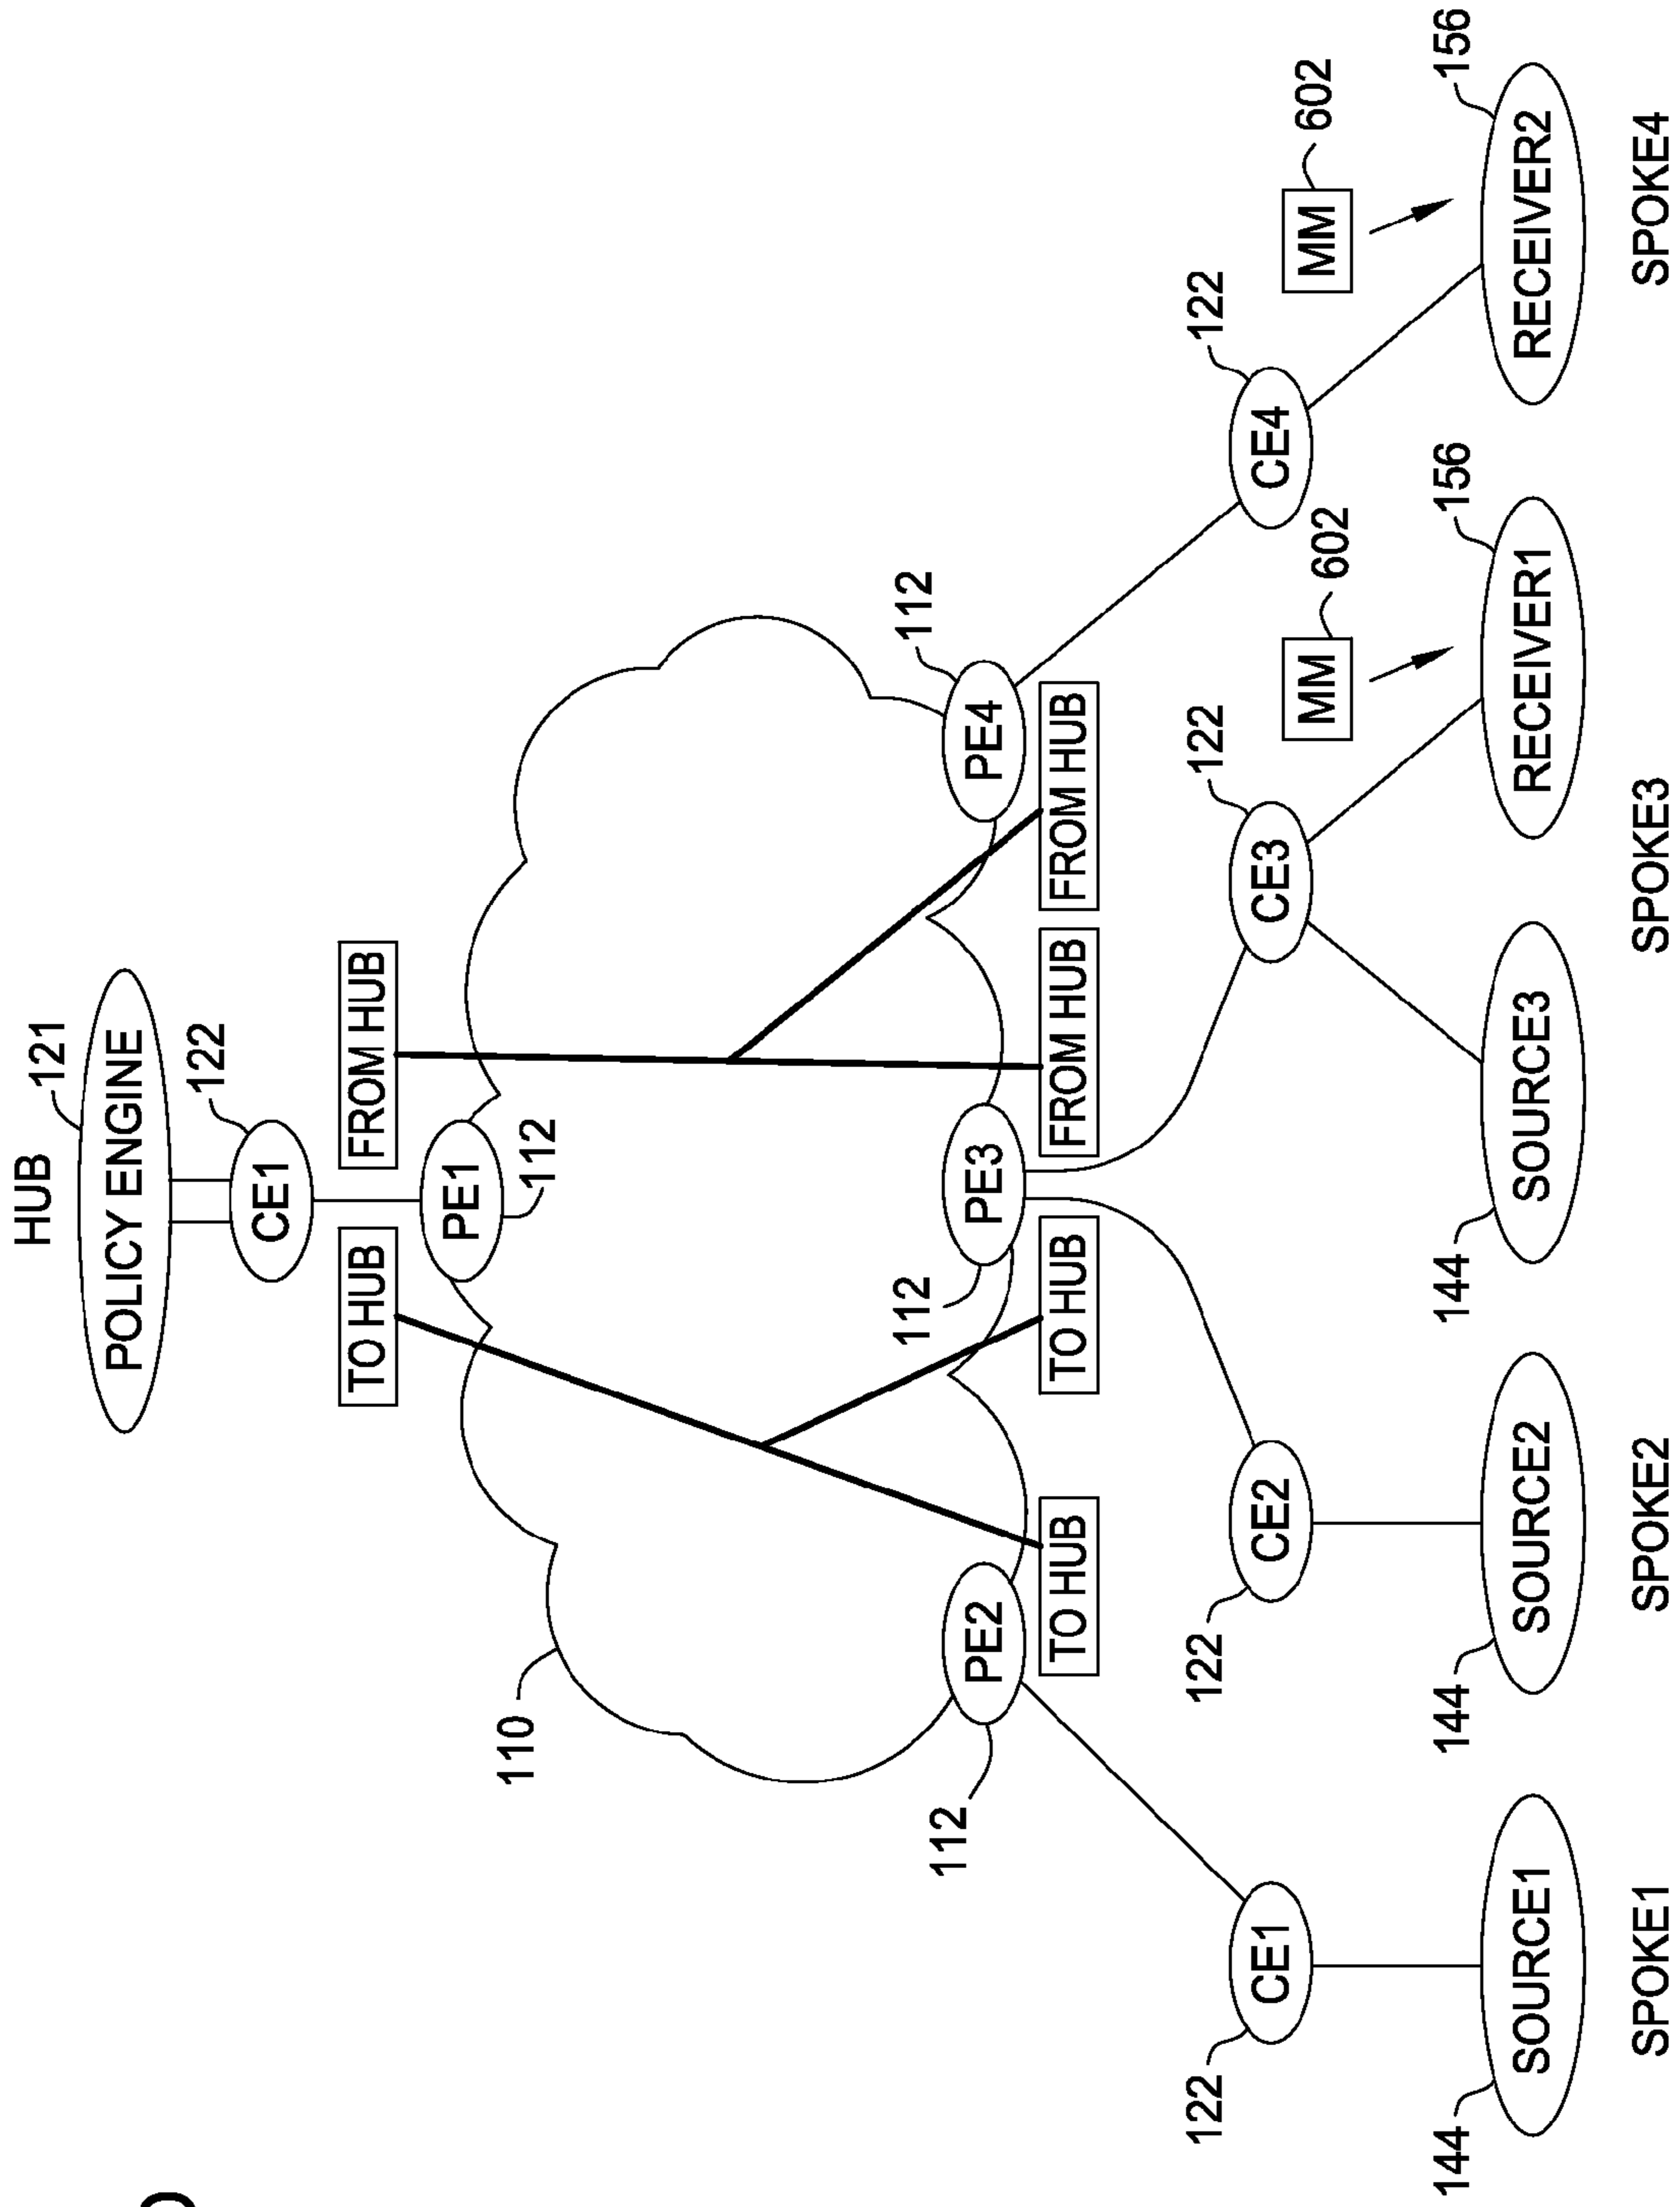 HUB
POLICY ENGINE
121
CE1
122
TO HUB
FROM HUB
PE1
112
110
PE2
112
PE3
112
PE4
112
TO HUB
TO HUB
FROM HUB
FROM HUB
CE1
122
CE2
122
CE3
122
CE4
122
MM
602
MM
602
SOURCE1
144
SOURCE2
144
SOURCE3
144
RECEIVER1
156
RECEIVER2
156
SPOKE1
SPOKE2
SPOKE3
SPOKE4